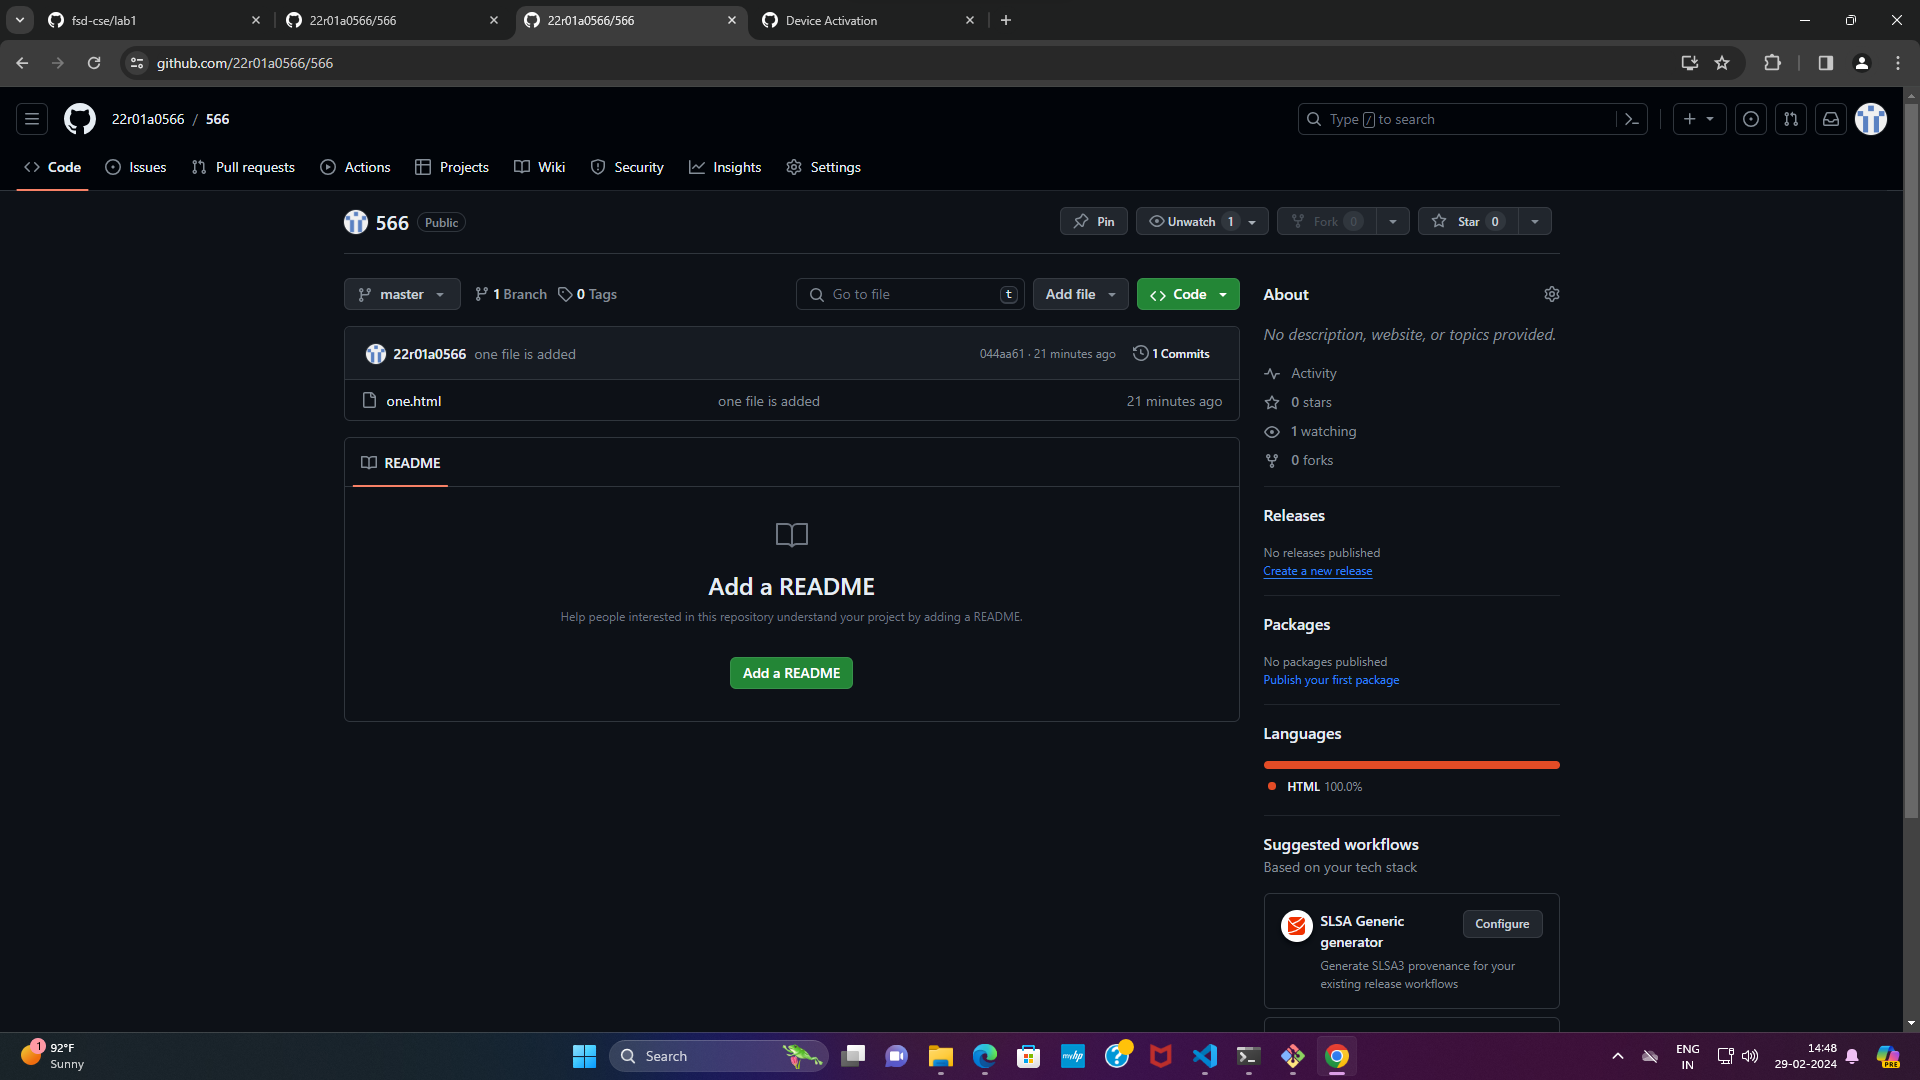 fsd-cse/lab1
22r01a0566/566
22r01a0566/566
Device Activation
github.com/22r01a0566/566
22r01a0566 / 566
Type / to search
Code
Issues
Pull requests
Actions
Projects
Wiki
Security
Insights
Settings
566 Public
Pin
Unwatch 1
Fork 0
Star 0
master
1 Branch
0 Tags
Go to file t
Add file
Code
22r01a0566 one file is added
044aa61 · 21 minutes ago
1 Commits
one.html
one file is added
21 minutes ago
README
Add a README
Help people interested in this repository understand your project by adding a README.
Add a README
About
No description, website, or topics provided.
Activity
0 stars
1 watching
0 forks
Releases
No releases published
Create a new release
Packages
No packages published
Publish your first package
Languages
HTML 100.0%
Suggested workflows
Based on your tech stack
SLSA Generic
generator
Configure
Generate SLSA3 provenance for your
existing release workflows
1
92°F
Sunny
Search
myhp
ENG
IN
14:48
29-02-2024
PRE